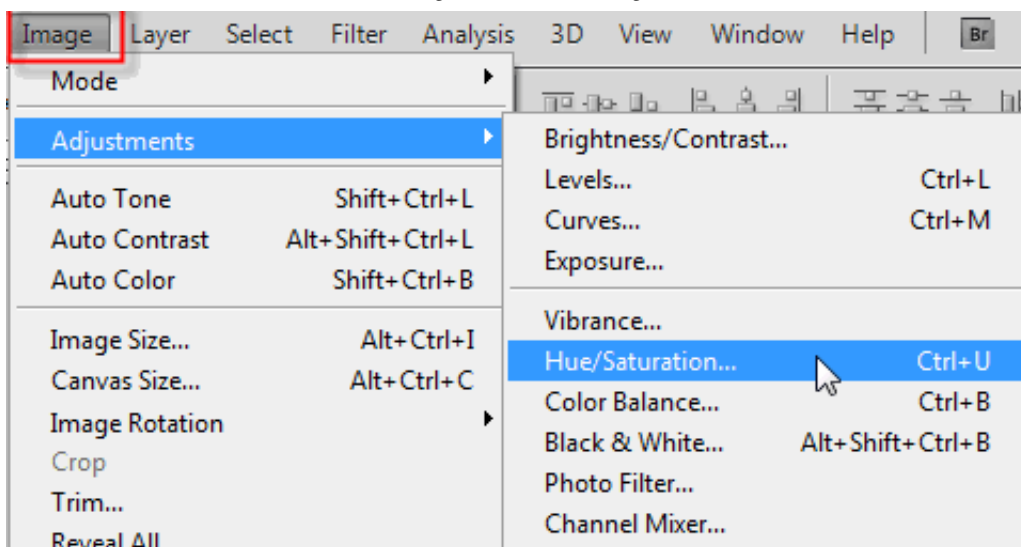 Image Layer Select Filter Analysis 3D View Window Help Br
Mode
Adjustments
Auto Tone Shift+Ctrl+L
Auto Contrast Alt+Shift+Ctrl+L
Auto Color Shift+Ctrl+B
Image Size... Alt+Ctrl+I
Canvas Size... Alt+Ctrl+C
Image Rotation
Crop
Trim...
Reveal All
Brightness/Contrast...
Levels... Ctrl+L
Curves... Ctrl+M
Exposure...
Vibrance...
Hue/Saturation... Ctrl+U
Color Balance... Ctrl+B
Black & White... Alt+Shift+Ctrl+B
Photo Filter...
Channel Mixer...